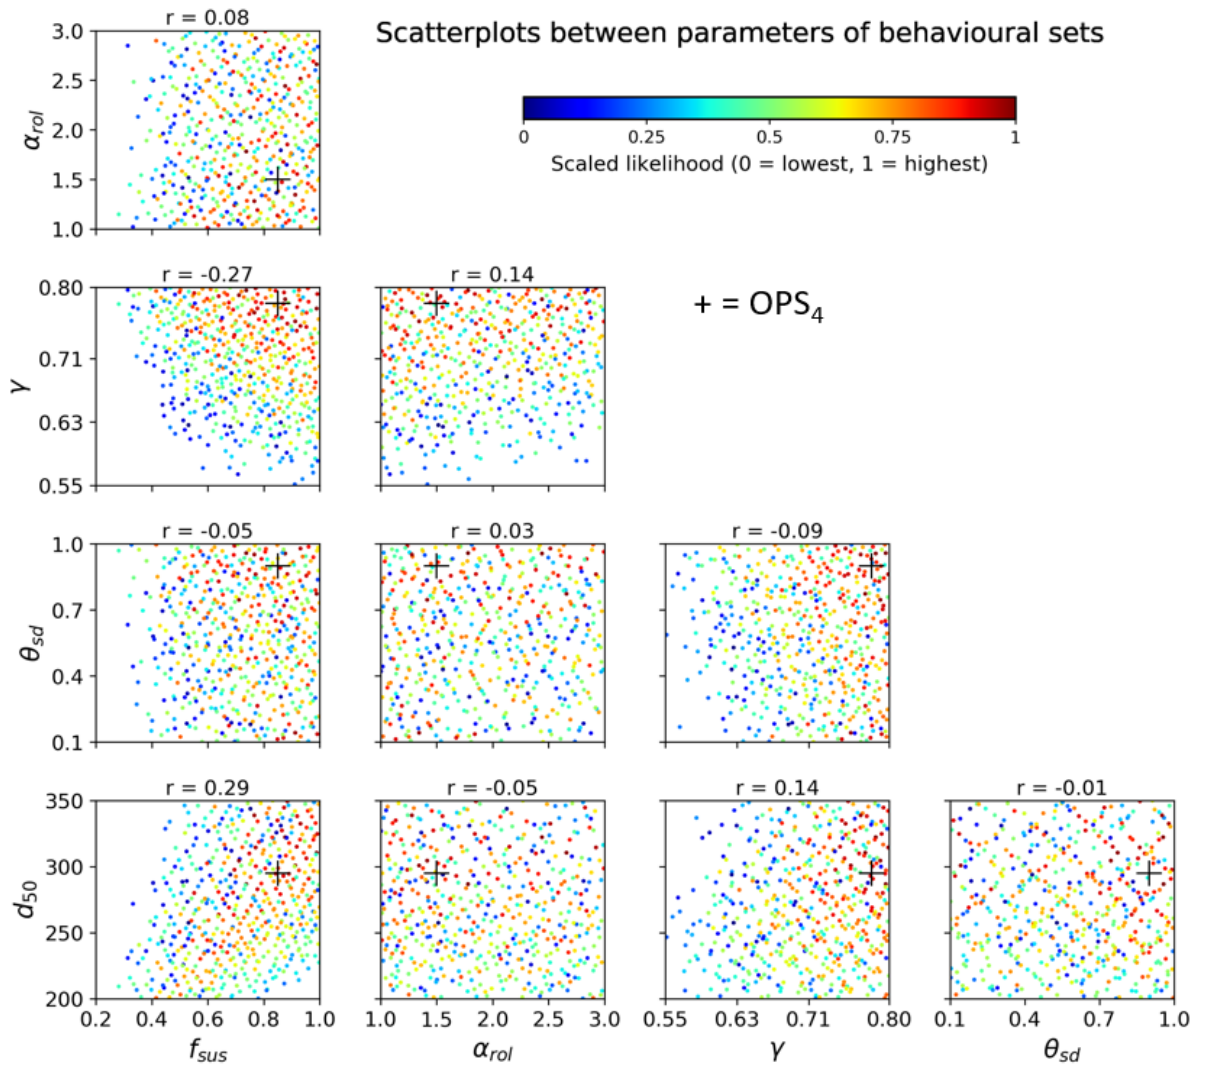 r = 0.08
Scatterplots between parameters of behavioural sets
3.0
2.5
2.0
1.5
1.0
α_rol
0 0.25 0.5 0.75 1
Scaled likelihood (0 = lowest, 1 = highest)
r = -0.27 r = 0.14
0.80
0.71
0.63
0.55
γ
+ = OPS₄
r = -0.05 r = 0.03 r = -0.09
1.0
0.7
0.4
0.1
θ_sd
r = 0.29 r = -0.05 r = 0.14 r = -0.01
350
300
250
200
d₅₀
0.2 0.4 0.6 0.8 1.0 1.0 1.5 2.0 2.5 3.0 0.55 0.63 0.71 0.80 0.1 0.4 0.7 1.0
f_sus α_rol γ θ_sd